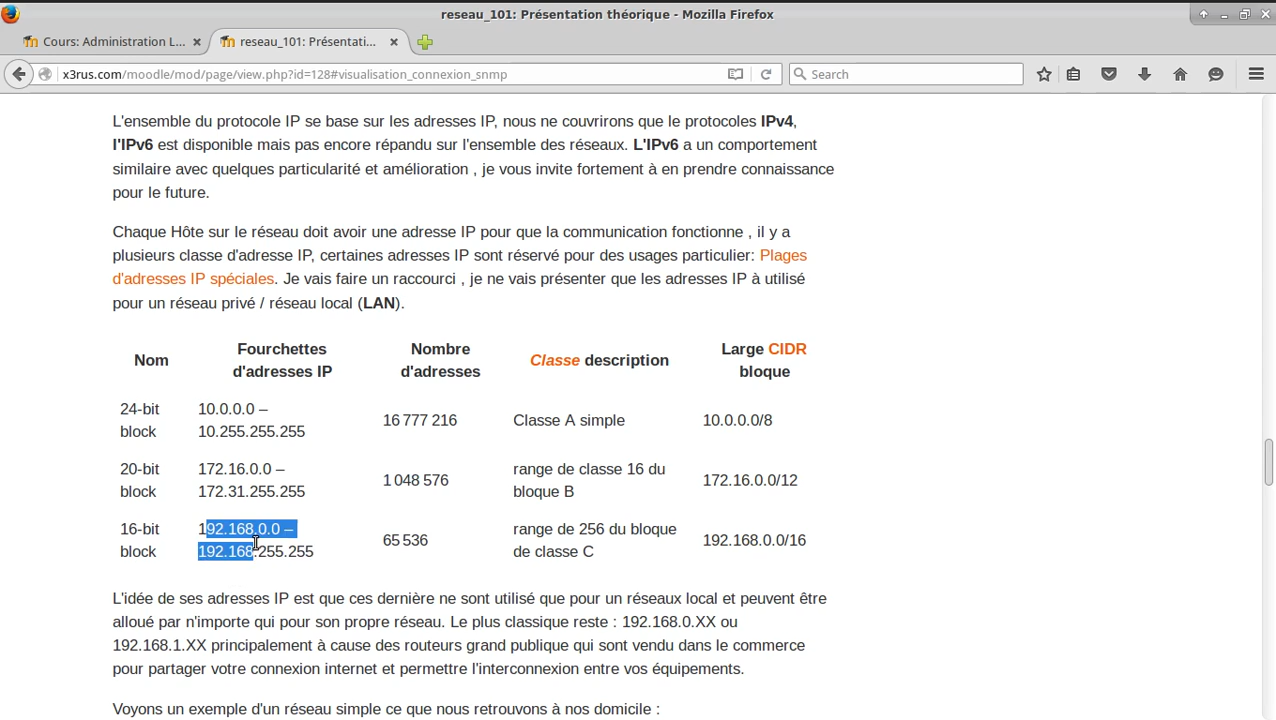 reseau_101: Présentation théorique - Mozilla Firefox
Cours: Administration L... reseau_101: Présentati...
x3rus.com/moodle/mod/page/view.php?id=128#visualisation_connexion_snmp Search
L'ensemble du protocole IP se base sur les adresses IP, nous ne couvrirons que le protocoles IPv4,
l'IPv6 est disponible mais pas encore répandu sur l'ensemble des réseaux. L'IPv6 a un comportement
similaire avec quelques particularité et amélioration , je vous invite fortement à en prendre connaissance
pour le future.
Chaque Hôte sur le réseau doit avoir une adresse IP pour que la communication fonctionne , il y a
plusieurs classe d'adresse IP, certaines adresses IP sont réservé pour des usages particulier: Plages
d'adresses IP spéciales. Je vais faire un raccourci , je ne vais présenter que les adresses IP à utilisé
pour un réseau privé / réseau local (LAN).
Nom Fourchettes d'adresses IP Nombre d'adresses Classe description Large CIDR bloque
24-bit block 10.0.0.0 – 10.255.255.255 16 777 216 Classe A simple 10.0.0.0/8
20-bit block 172.16.0.0 – 172.31.255.255 1 048 576 range de classe 16 du bloque B 172.16.0.0/12
16-bit block 192.168.0.0 – 192.168.255.255 65 536 range de 256 du bloque de classe C 192.168.0.0/16
L'idée de ses adresses IP est que ces dernière ne sont utilisé que pour un réseaux local et peuvent être
alloué par n'importe qui pour son propre réseau. Le plus classique reste : 192.168.0.XX ou
192.168.1.XX principalement à cause des routeurs grand publique qui sont vendu dans le commerce
pour partager votre connexion internet et permettre l'interconnexion entre vos équipements.
Voyons un exemple d'un réseau simple ce que nous retrouvons à nos domicile :